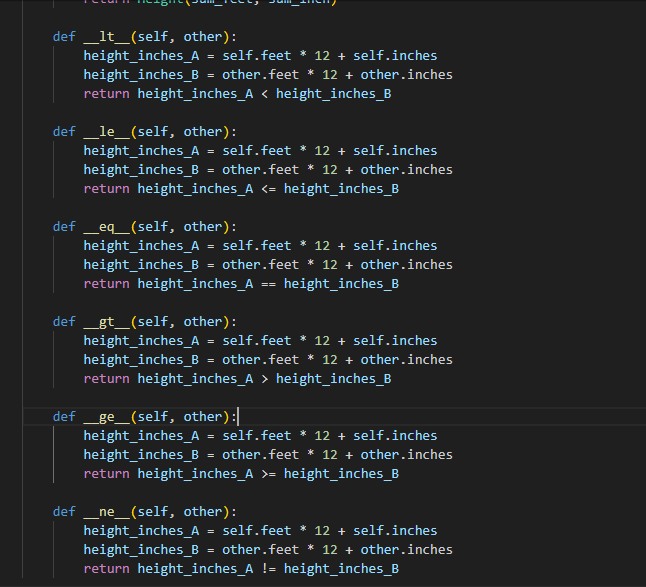 return Height(sum_feet, sum_inch)
def __lt__(self, other):
height_inches_A = self.feet * 12 + self.inches
height_inches_B = other.feet * 12 + other.inches
return height_inches_A < height_inches_B
def __le__(self, other):
height_inches_A = self.feet * 12 + self.inches
height_inches_B = other.feet * 12 + other.inches
return height_inches_A <= height_inches_B
def __eq__(self, other):
height_inches_A = self.feet * 12 + self.inches
height_inches_B = other.feet * 12 + other.inches
return height_inches_A == height_inches_B
def __gt__(self, other):
height_inches_A = self.feet * 12 + self.inches
height_inches_B = other.feet * 12 + other.inches
return height_inches_A > height_inches_B
def __ge__(self, other):
height_inches_A = self.feet * 12 + self.inches
height_inches_B = other.feet * 12 + other.inches
return height_inches_A >= height_inches_B
def __ne__(self, other):
height_inches_A = self.feet * 12 + self.inches
height_inches_B = other.feet * 12 + other.inches
return height_inches_A != height_inches_B